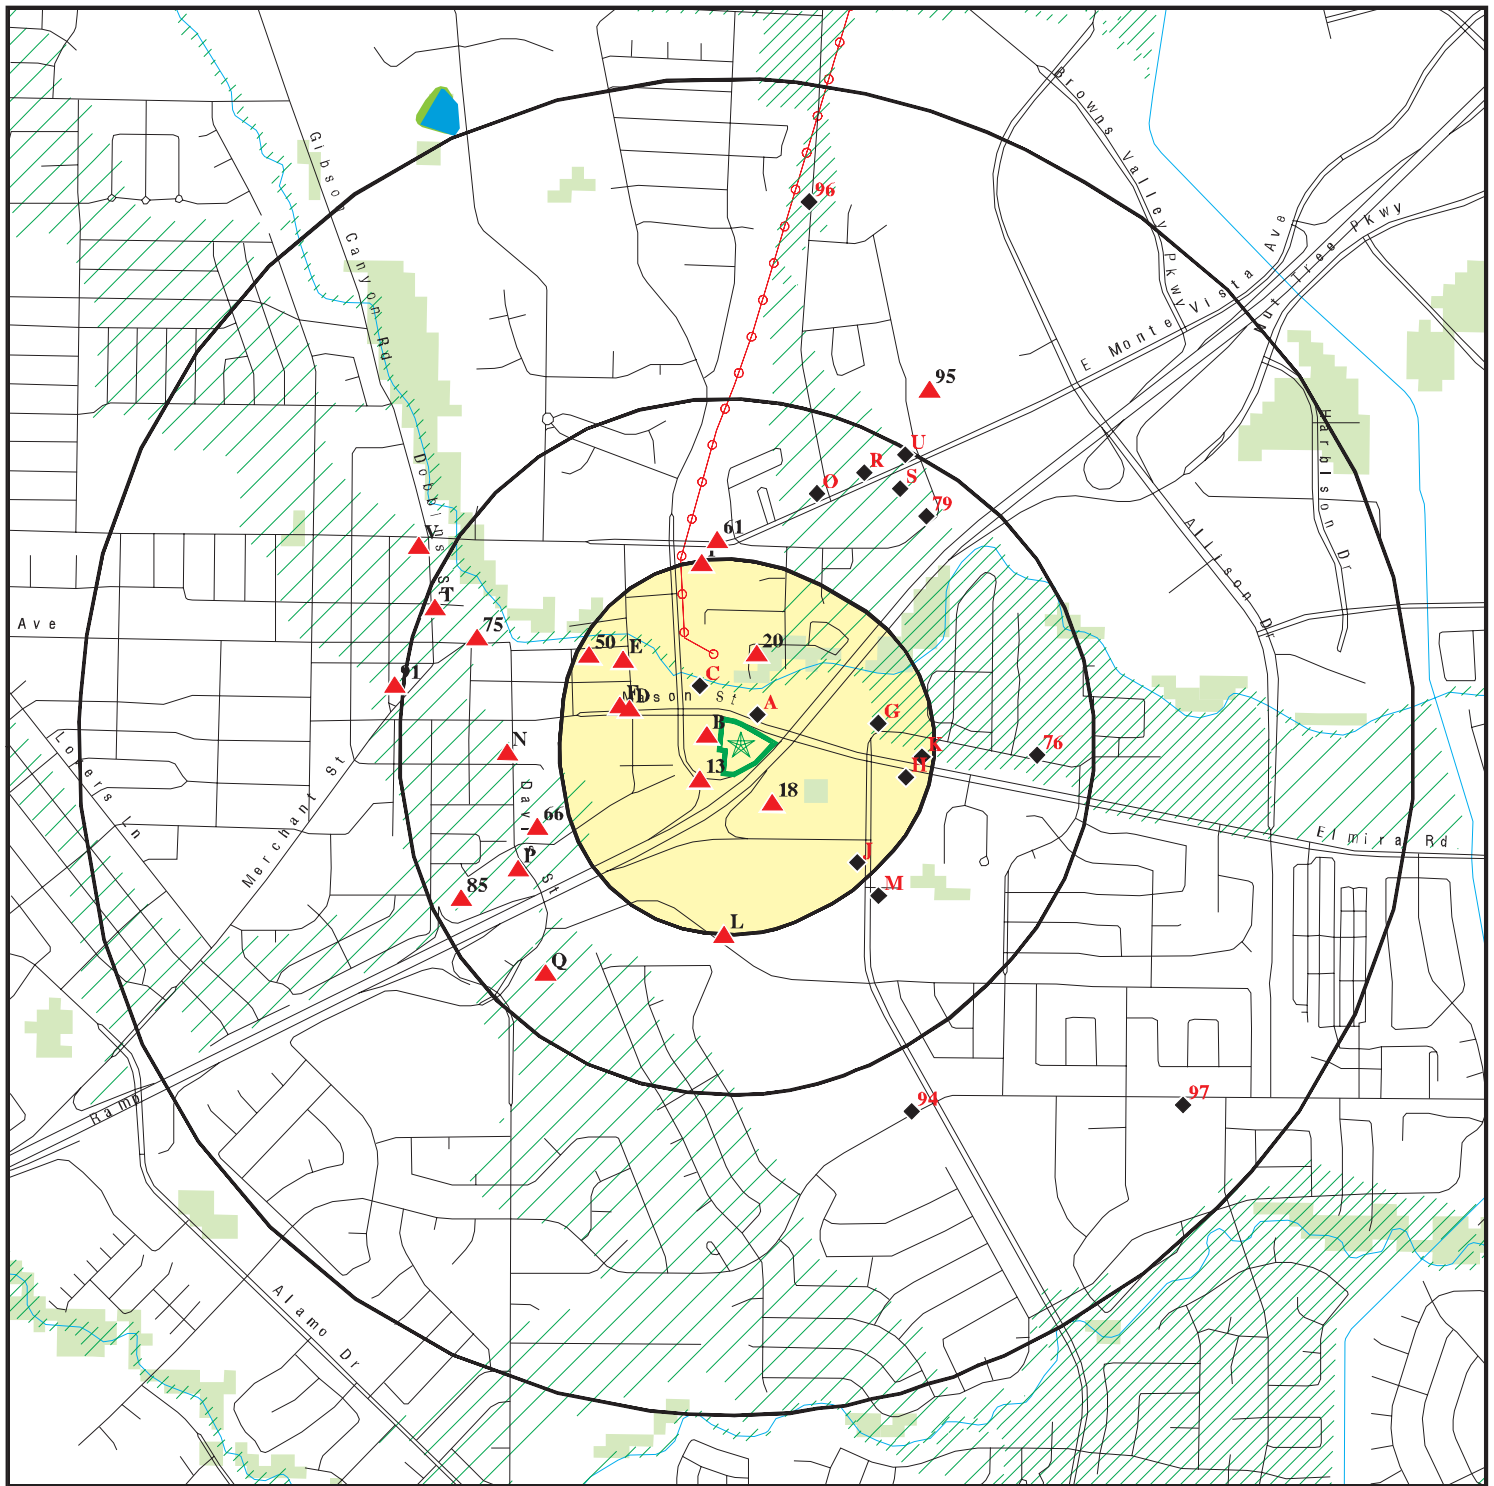 Gibson Canyon Rd
Browns Valley Pkwy
96
E Monte Vista Ave
Nut Tree Pkwy
95
Harbison Dr
U
R
S
O
79
Dobbins St
V
61
I
Allison Dr
T
Ave
75
50
E
20
91
C
F
D
Mason St
A
G
B
K
76
N
H
13
18
Lovers Ln
Merchant St
Davis St
66
Elmira Rd
J
P
85
M
L
Q
94
97
Ramp
Alamo Dr